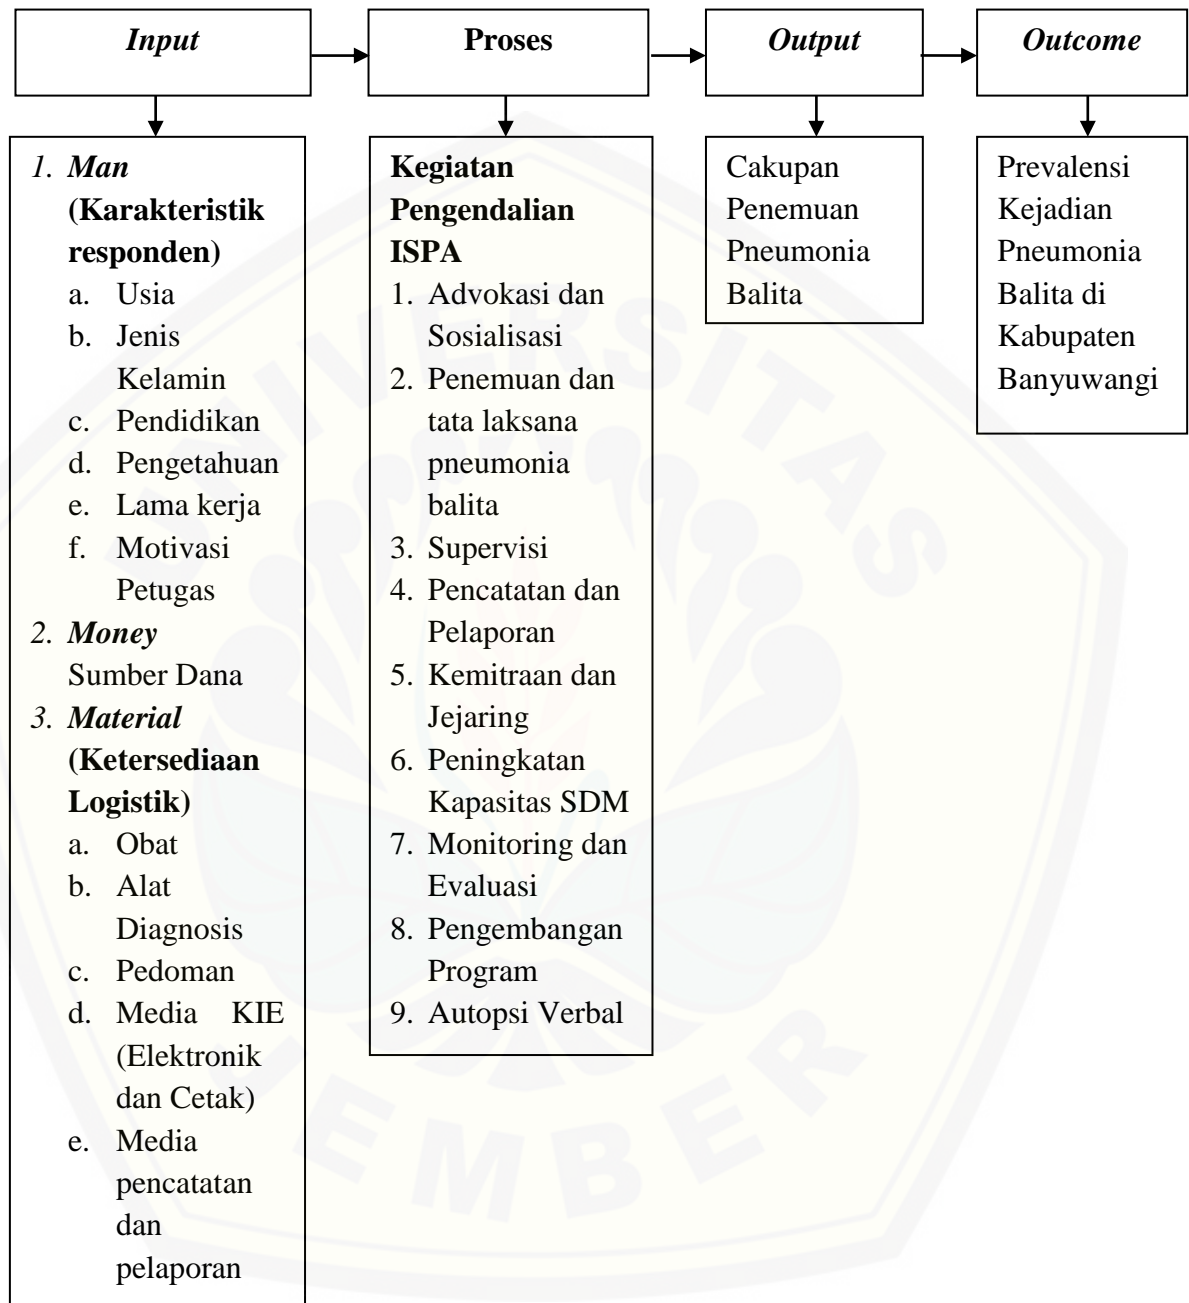 Input
Proses
Output
Outcome
1. Man
(Karakteristik
responden)
a. Usia
b. Jenis
Kelamin
c. Pendidikan
d. Pengetahuan
e. Lama kerja
f. Motivasi
Petugas
2. Money
Sumber Dana
3. Material
(Ketersediaan
Logistik)
a. Obat
b. Alat
Diagnosis
c. Pedoman
d. Media KIE
(Elektronik
dan Cetak)
e. Media
pencatatan
dan
pelaporan
Kegiatan
Pengendalian
ISPA
1. Advokasi dan
Sosialisasi
2. Penemuan dan
tata laksana
pneumonia
balita
3. Supervisi
4. Pencatatan dan
Pelaporan
5. Kemitraan dan
Jejaring
6. Peningkatan
Kapasitas SDM
7. Monitoring dan
Evaluasi
8. Pengembangan
Program
9. Autopsi Verbal
Cakupan
Penemuan
Pneumonia
Balita
Prevalensi
Kejadian
Pneumonia
Balita di
Kabupaten
Banyuwangi
UNIVERSITAS
JEMBER